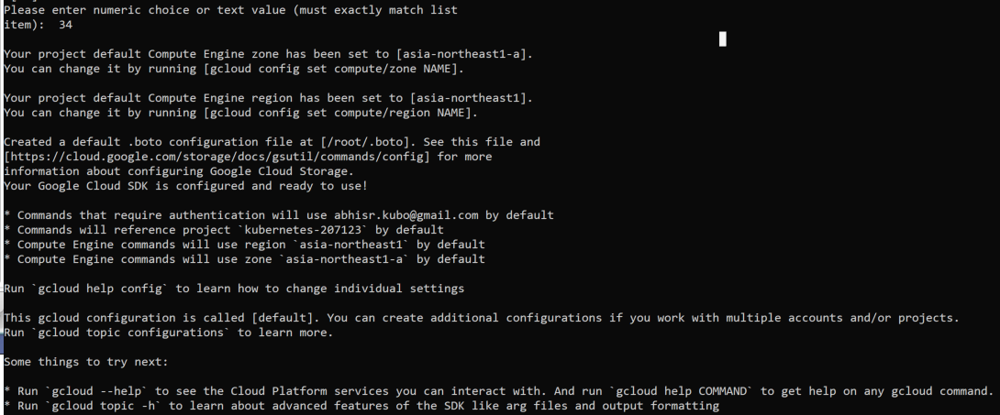 Please enter numeric choice or text value (must exactly match list
item):  34
Your project default Compute Engine zone has been set to [asia-northeast1-a].
You can change it by running [gcloud config set compute/zone NAME].
Your project default Compute Engine region has been set to [asia-northeast1].
You can change it by running [gcloud config set compute/region NAME].
Created a default .boto configuration file at [/root/.boto]. See this file and
[https://cloud.google.com/storage/docs/gsutil/commands/config] for more
information about configuring Google Cloud Storage.
Your Google Cloud SDK is configured and ready to use!
* Commands that require authentication will use abhisr.kubo@gmail.com by default
* Commands will reference project `kubernetes-207123` by default
* Compute Engine commands will use region `asia-northeast1` by default
* Compute Engine commands will use zone `asia-northeast1-a` by default
Run `gcloud help config` to learn how to change individual settings
This gcloud configuration is called [default]. You can create additional configurations if you work with multiple accounts and/or projects.
Run `gcloud topic configurations` to learn more.
Some things to try next:
* Run `gcloud --help` to see the Cloud Platform services you can interact with. And run `gcloud help COMMAND` to get help on any gcloud command.
* Run `gcloud topic -h` to learn about advanced features of the SDK like arg files and output formatting